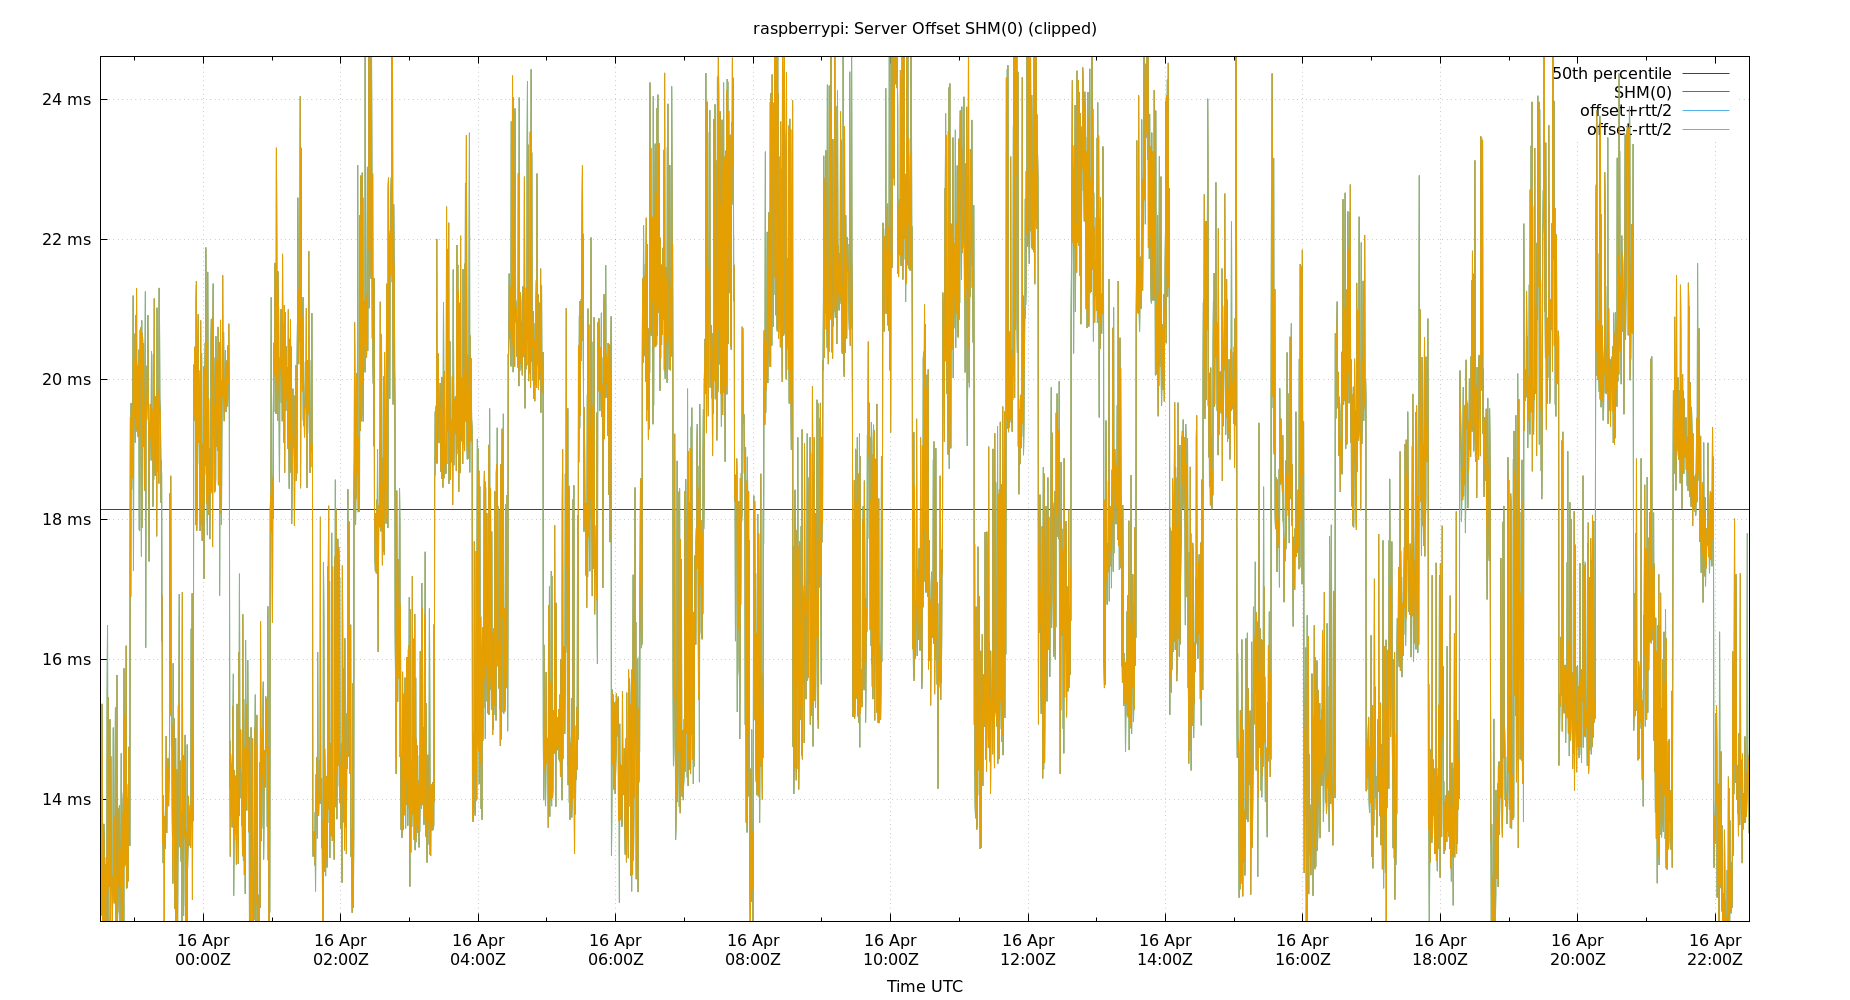 raspberrypi: Server Offset SHM(0) (clipped)
50th percentile
SHM(0)
offset+rtt/2
offset-rtt/2
24 ms
22 ms
20 ms
18 ms
16 ms
14 ms
16 Apr 16 Apr 16 Apr 16 Apr 16 Apr 16 Apr 16 Apr 16 Apr 16 Apr 16 Apr 16 Apr 16 Apr
00:00Z 02:00Z 04:00Z 06:00Z 08:00Z 10:00Z 12:00Z 14:00Z 16:00Z 18:00Z 20:00Z 22:00Z
Time UTC